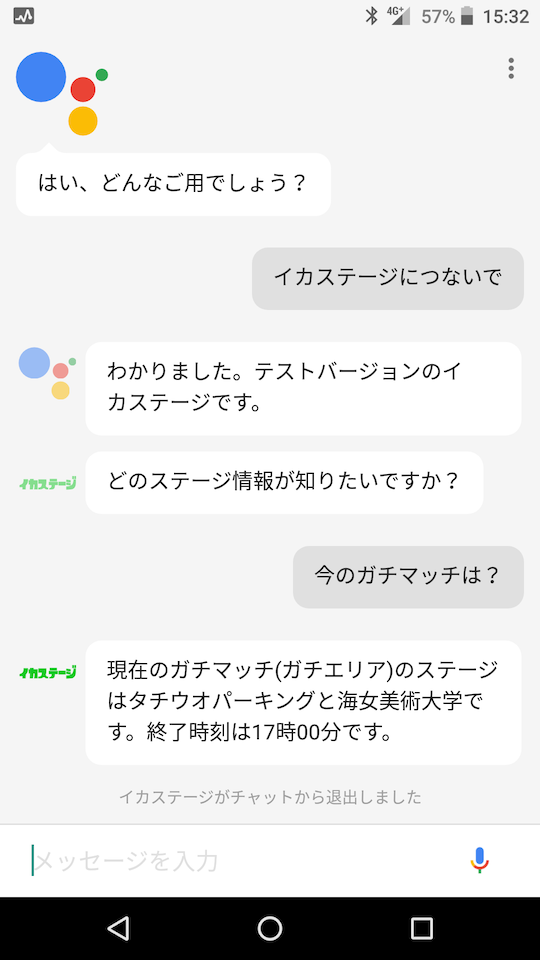 4G+ 57% 15:32
はい、どんなご用でしょう？
イカステージにつないで
わかりました。テストバージョンのイ
カステージです。
イカステージ
どのステージ情報が知りたいですか？
今のガチマッチは？
イカステージ
現在のガチマッチ(ガチエリア)のステージ
はタチウオパーキングと海女美術大学で
す。終了時刻は17時00分です。
イカステージがチャットから退出しました
メッセージを入力